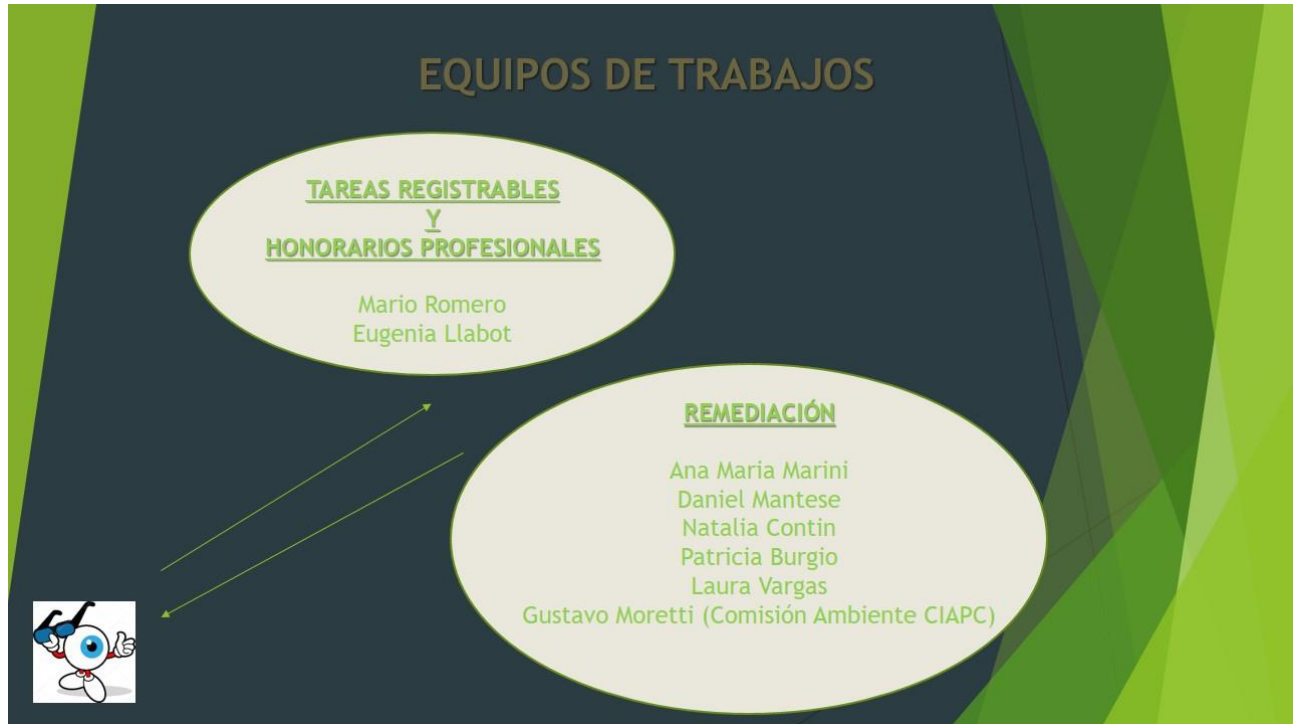 EQUIPOS DE TRABAJOS
TAREAS REGISTRABLES
Y
HONORARIOS PROFESIONALES
Mario Romero
Eugenia Llabot
REMEDIACIÓN
Ana Maria Marini
Daniel Mantese
Natalia Contin
Patricia Burgio
Laura Vargas
Gustavo Moretti (Comisión Ambiente CIAPC)